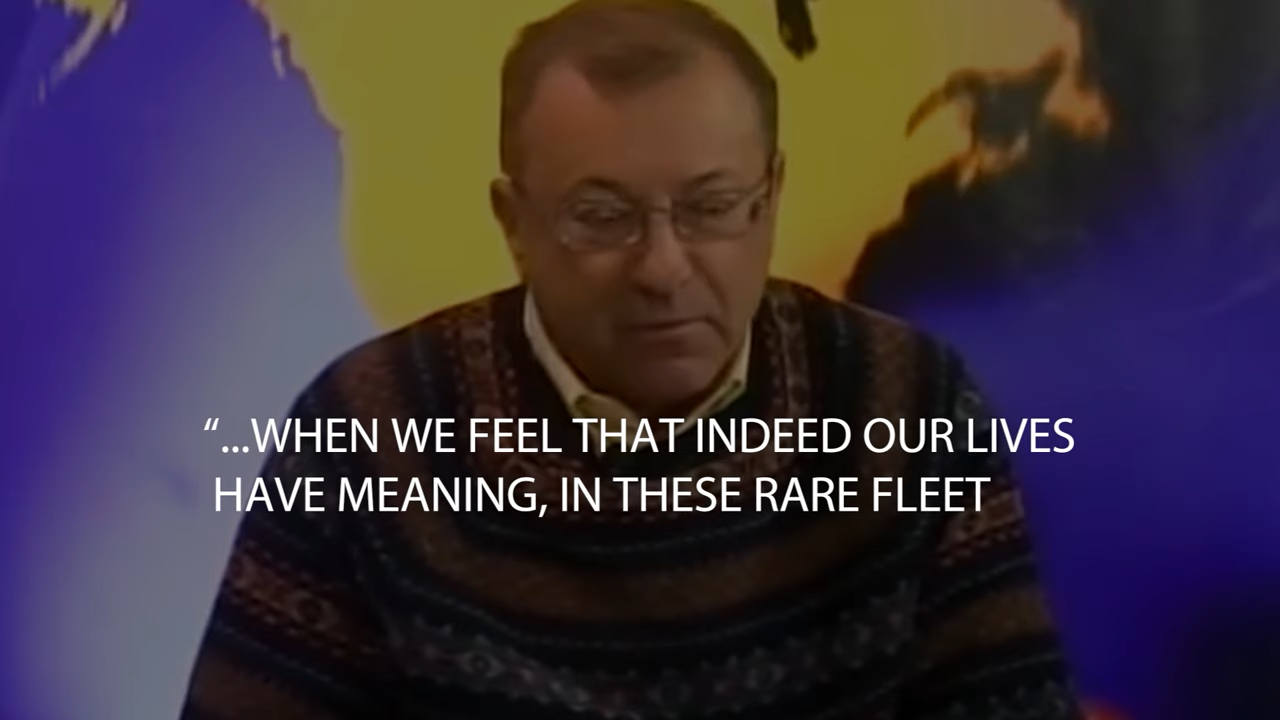 “...WHEN WE FEEL THAT INDEED OUR LIVES
HAVE MEANING, IN THESE RARE FLEET